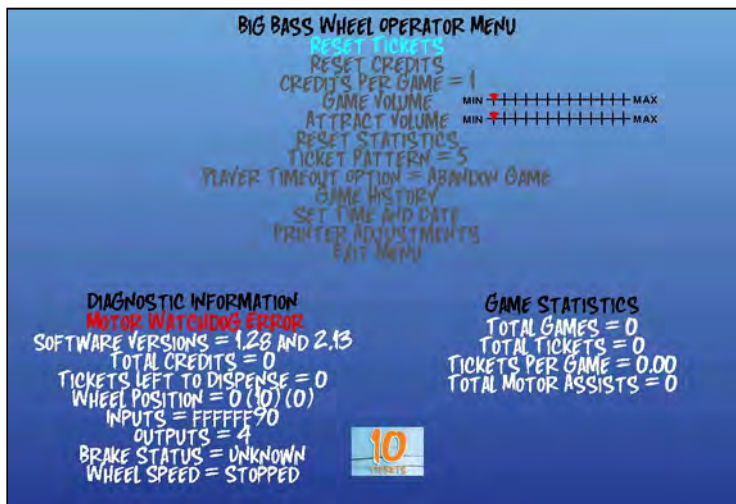 BIG BASS WHEEL OPERATOR MENU
RESET TICKETS
RESET CREDITS
CREDITS PER GAME = 1
GAME VOLUME MIN MAX
ATTRACT VOLUME MIN MAX
RESET STATISTICS
TICKET PATTERN = 5
PLAYER TIMEOUT OPTION = ABANDON GAME
GAME HISTORY
SET TIME AND DATE
PRINTER ADJUSTMENTS
EXIT MENU
DIAGNOSTIC INFORMATION
MOTOR WATCHDOG ERROR
SOFTWARE VERSIONS = 1.28 AND 2.13
TOTAL CREDITS = 0
TICKETS LEFT TO DISPENSE = 0
WHEEL POSITION = 0 (10) (0)
INPUTS = FFFFFF90
OUTPUTS = 4
BRAKE STATUS = UNKNOWN
WHEEL SPEED = STOPPED
GAME STATISTICS
TOTAL GAMES = 0
TOTAL TICKETS = 0
TICKETS PER GAME = 0.00
TOTAL MOTOR ASSISTS = 0
10
TICKETS